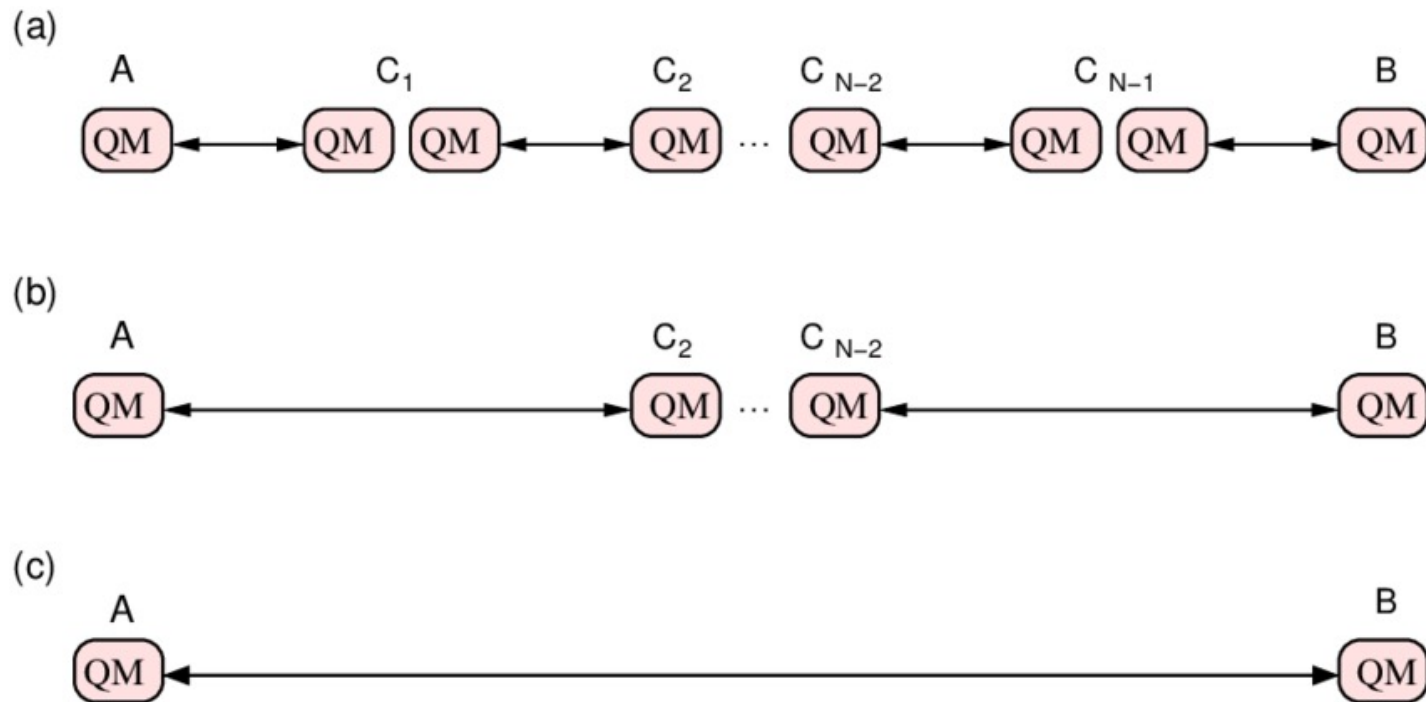 (a)
A C₁ C₂ C N−2 C N−1 B
QM QM QM QM ... QM QM QM QM
(b)
A C₂ C N−2 B
QM QM ... QM QM
(c)
A B
QM QM